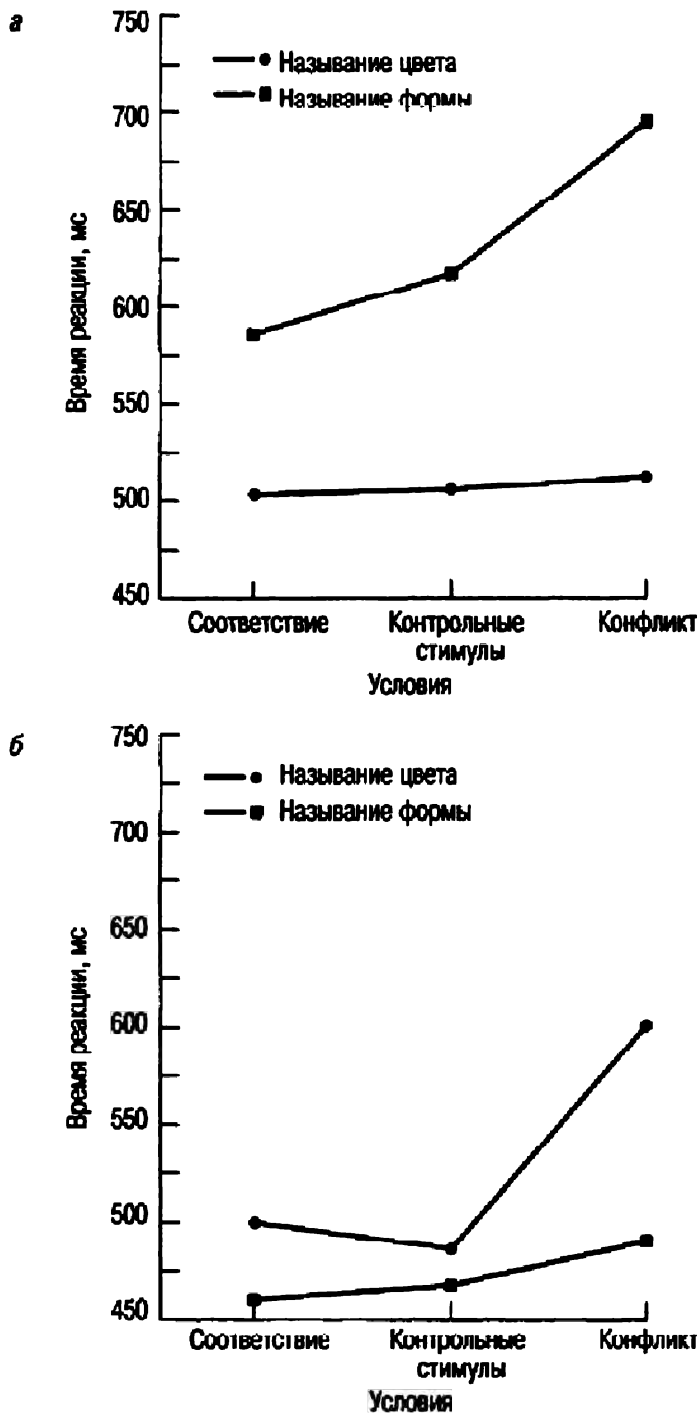 а
750
700
650
600
550
500
450
Время реакции, мс
Называние цвета
Называние формы
Соответствие
Контрольные
стимулы
Конфликт
Условия
б
750
700
650
600
550
500
450
Время реакции, мс
Называние цвета
Называние формы
Соответствие
Контрольные
стимулы
Конфликт
Условия